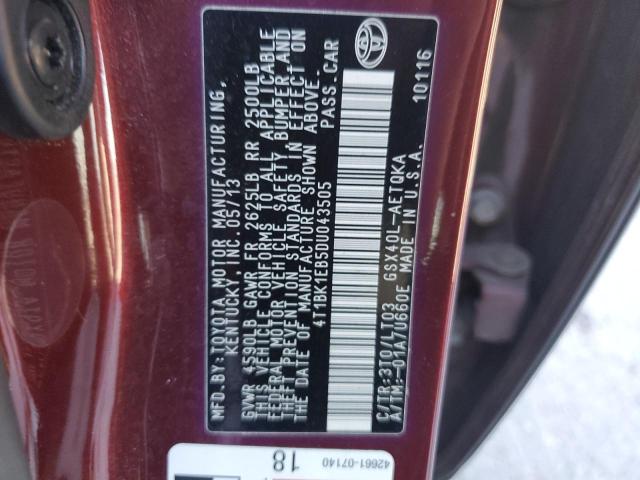 MFD. BY: TOYOTA MOTOR MANUFACTURING,
KENTUCKY, INC. 05/13
GVWR 4590LB GAWR FR 2625LB RR 2500LB
THIS VEHICLE CONFORMS TO ALL APPLICABLE
FEDERAL MOTOR VEHICLE SAFETY, BUMPER, AND
THEFT PREVENTION STANDARDS IN EFFECT ON
THE DATE OF MANUFACTURE SHOWN ABOVE.
4T1BK1EB5DU043505 PASS. CAR
C/TR:3T0/LT03 GSX40L-AETQKA
A/TM:-01A/U660E MADE IN U.S.A.
10116
42661-07140
18